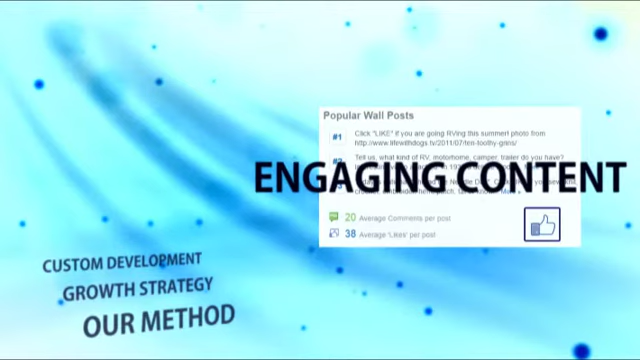 Popular Wall Posts
#1 Click "LIKE" if you are going RVing this summer! photo from
http://www.lifewithdogs.tv/2011/07/ten-toothy-grins/
#2 Tell us, what kind of RV, motorhome, camper, trailer do you have?
ENGAGING CONTENT
20 Average Comments per post
38 Average 'Likes' per post
CUSTOM DEVELOPMENT
GROWTH STRATEGY
OUR METHOD